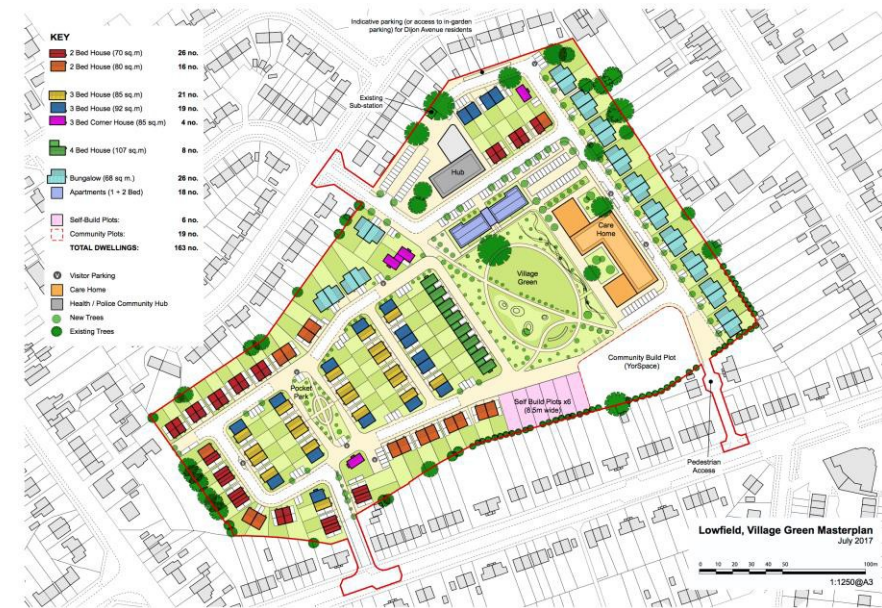 Indicative parking (or access to in-garden
parking) for Dijon Avenue residents
KEY
2 Bed House (70 sq.m) 26 no.
2 Bed House (80 sq.m) 16 no.
3 Bed House (85 sq.m) 21 no.
3 Bed House (92 sq.m) 19 no.
3 Bed Corner House (85 sq.m) 4 no.
4 Bed House (107 sq.m) 8 no.
Bungalow (68 sq m.) 26 no.
Apartments (1 + 2 Bed) 18 no.
Self-Build Plots: 6 no.
Community Plots: 19 no.
TOTAL DWELLINGS: 163 no.
Visitor Parking
Care Home
Health / Police Community Hub
New Trees
Existing Trees
Existing
Sub-station
Hub
Care
Home
Village
Green
Community Build Plot
(YorSpace)
Self Build Plots x6
(8.5m wide)
Pocket
Park
Pedestrian
Access
Lowfield, Village Green Masterplan
July 2017
0 10 20 30 40 50 100m
1:1250@A3